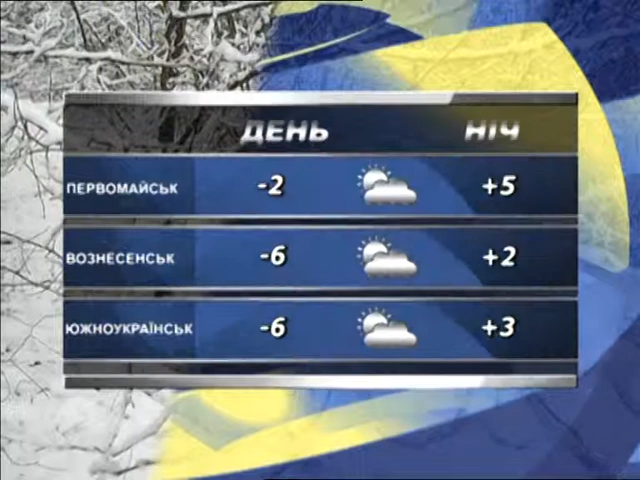 ДЕНЬ НІЧ
ПЕРВОМАЙСЬК -2 +5
ВОЗНЕСЕНСЬК -6 +2
ЮЖНОУКРАЇНСЬК -6 +3